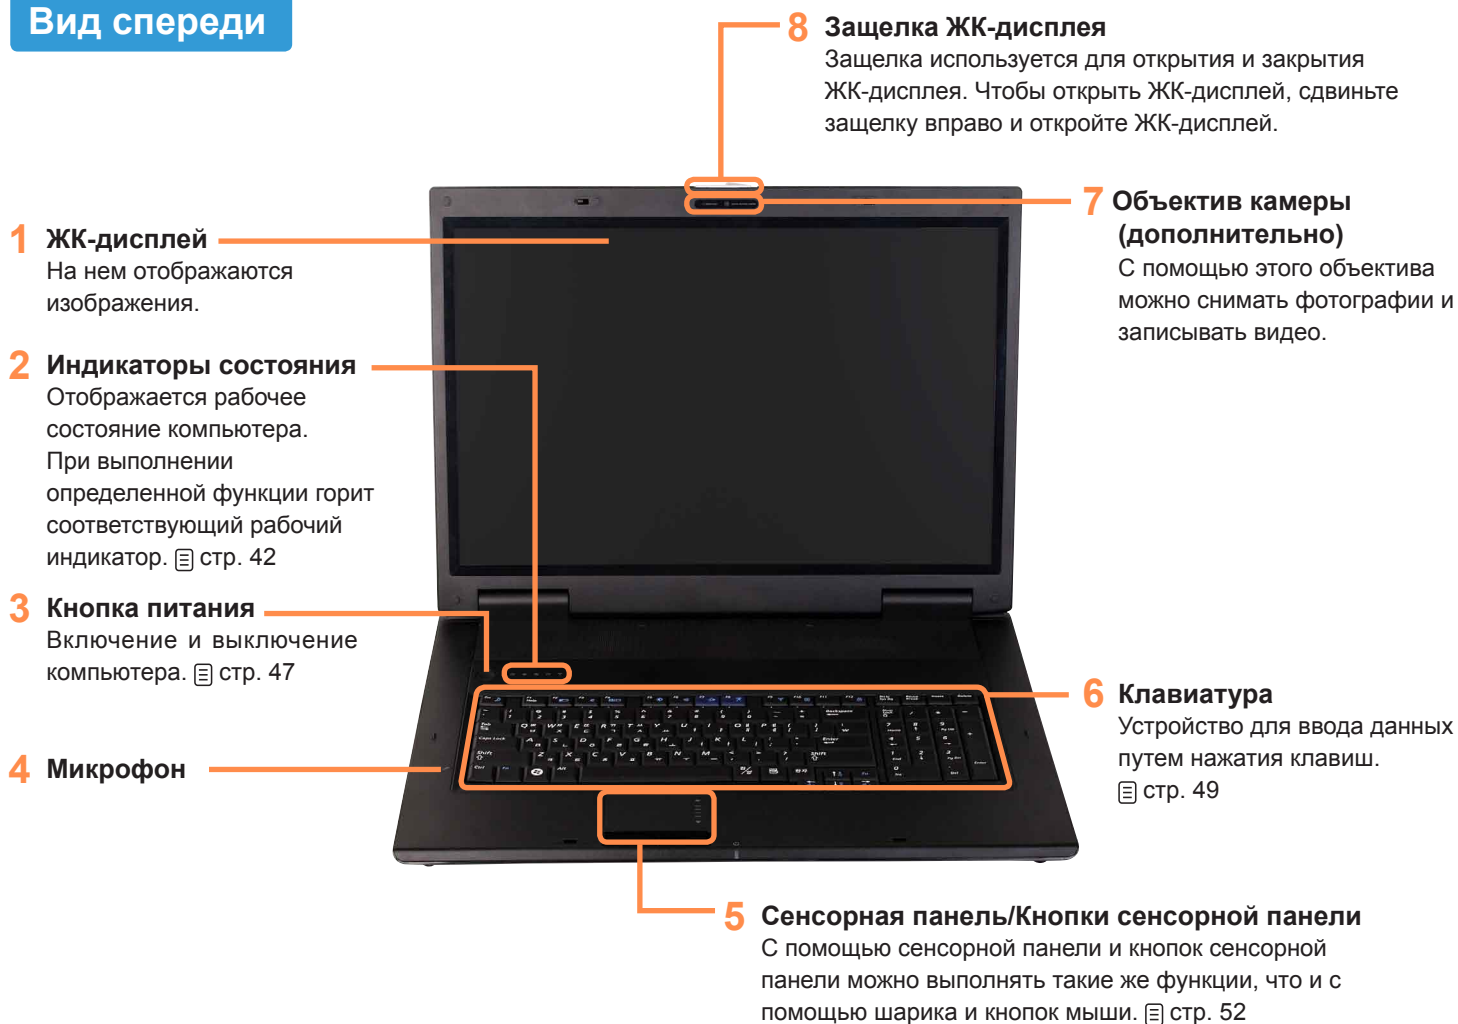 Вид спереди
8 Защелка ЖК-дисплея
Защелка используется для открытия и закрытия
ЖК-дисплея. Чтобы открыть ЖК-дисплей, сдвиньте
защелку вправо и откройте ЖК-дисплей.
7 Объектив камеры
(дополнительно)
С помощью этого объектива
можно снимать фотографии и
записывать видео.
1 ЖК-дисплей
На нем отображаются
изображения.
2 Индикаторы состояния
Отображается рабочее
состояние компьютера.
При выполнении
определенной функции горит
соответствующий рабочий
индикатор. стр. 42
3 Кнопка питания
Включение и выключение
компьютера. стр. 47
4 Микрофон
6 Клавиатура
Устройство для ввода данных
путем нажатия клавиш.
стр. 49
5 Сенсорная панель/Кнопки сенсорной панели
С помощью сенсорной панели и кнопок сенсорной
панели можно выполнять такие же функции, что и с
помощью шарика и кнопок мыши. стр. 52